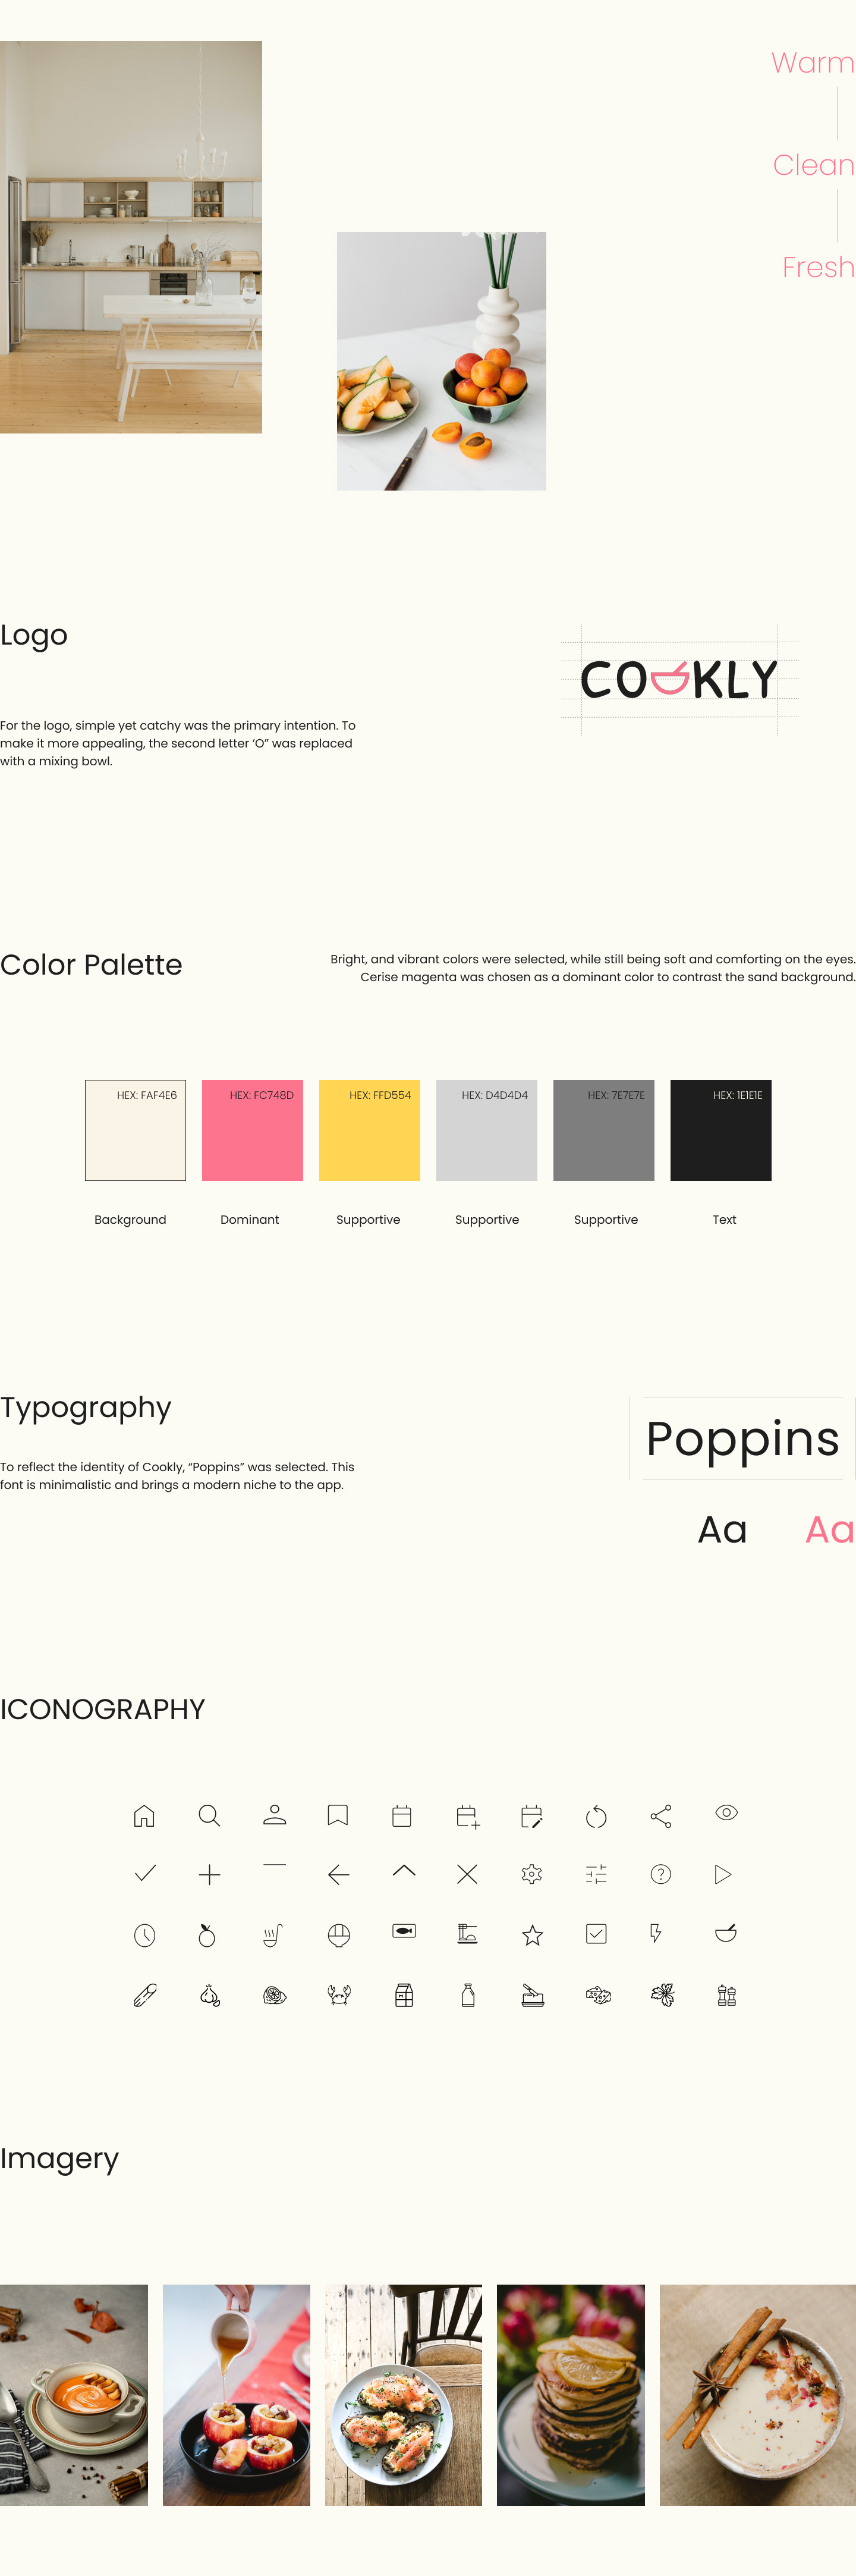 Warm
Clean
Fresh
Logo
For the logo, simple yet catchy was the primary intention. To
make it more appealing, the second letter ‘O” was replaced
with a mixing bowl.
CO KLY
Color Palette
Bright, and vibrant colors were selected, while still being soft and comforting on the eyes.
Cerise magenta was chosen as a dominant color to contrast the sand background.
HEX: FAF4E6
HEX: FC748D
HEX: FFD554
HEX: D4D4D4
HEX: 7E7E7E
HEX: 1E1E1E
Background
Dominant
Supportive
Supportive
Supportive
Text
Typography
To reflect the identity of Cookly, “Poppins” was selected. This
font is minimalistic and brings a modern niche to the app.
Poppins
Aa Aa
ICONOGRAPHY
Imagery